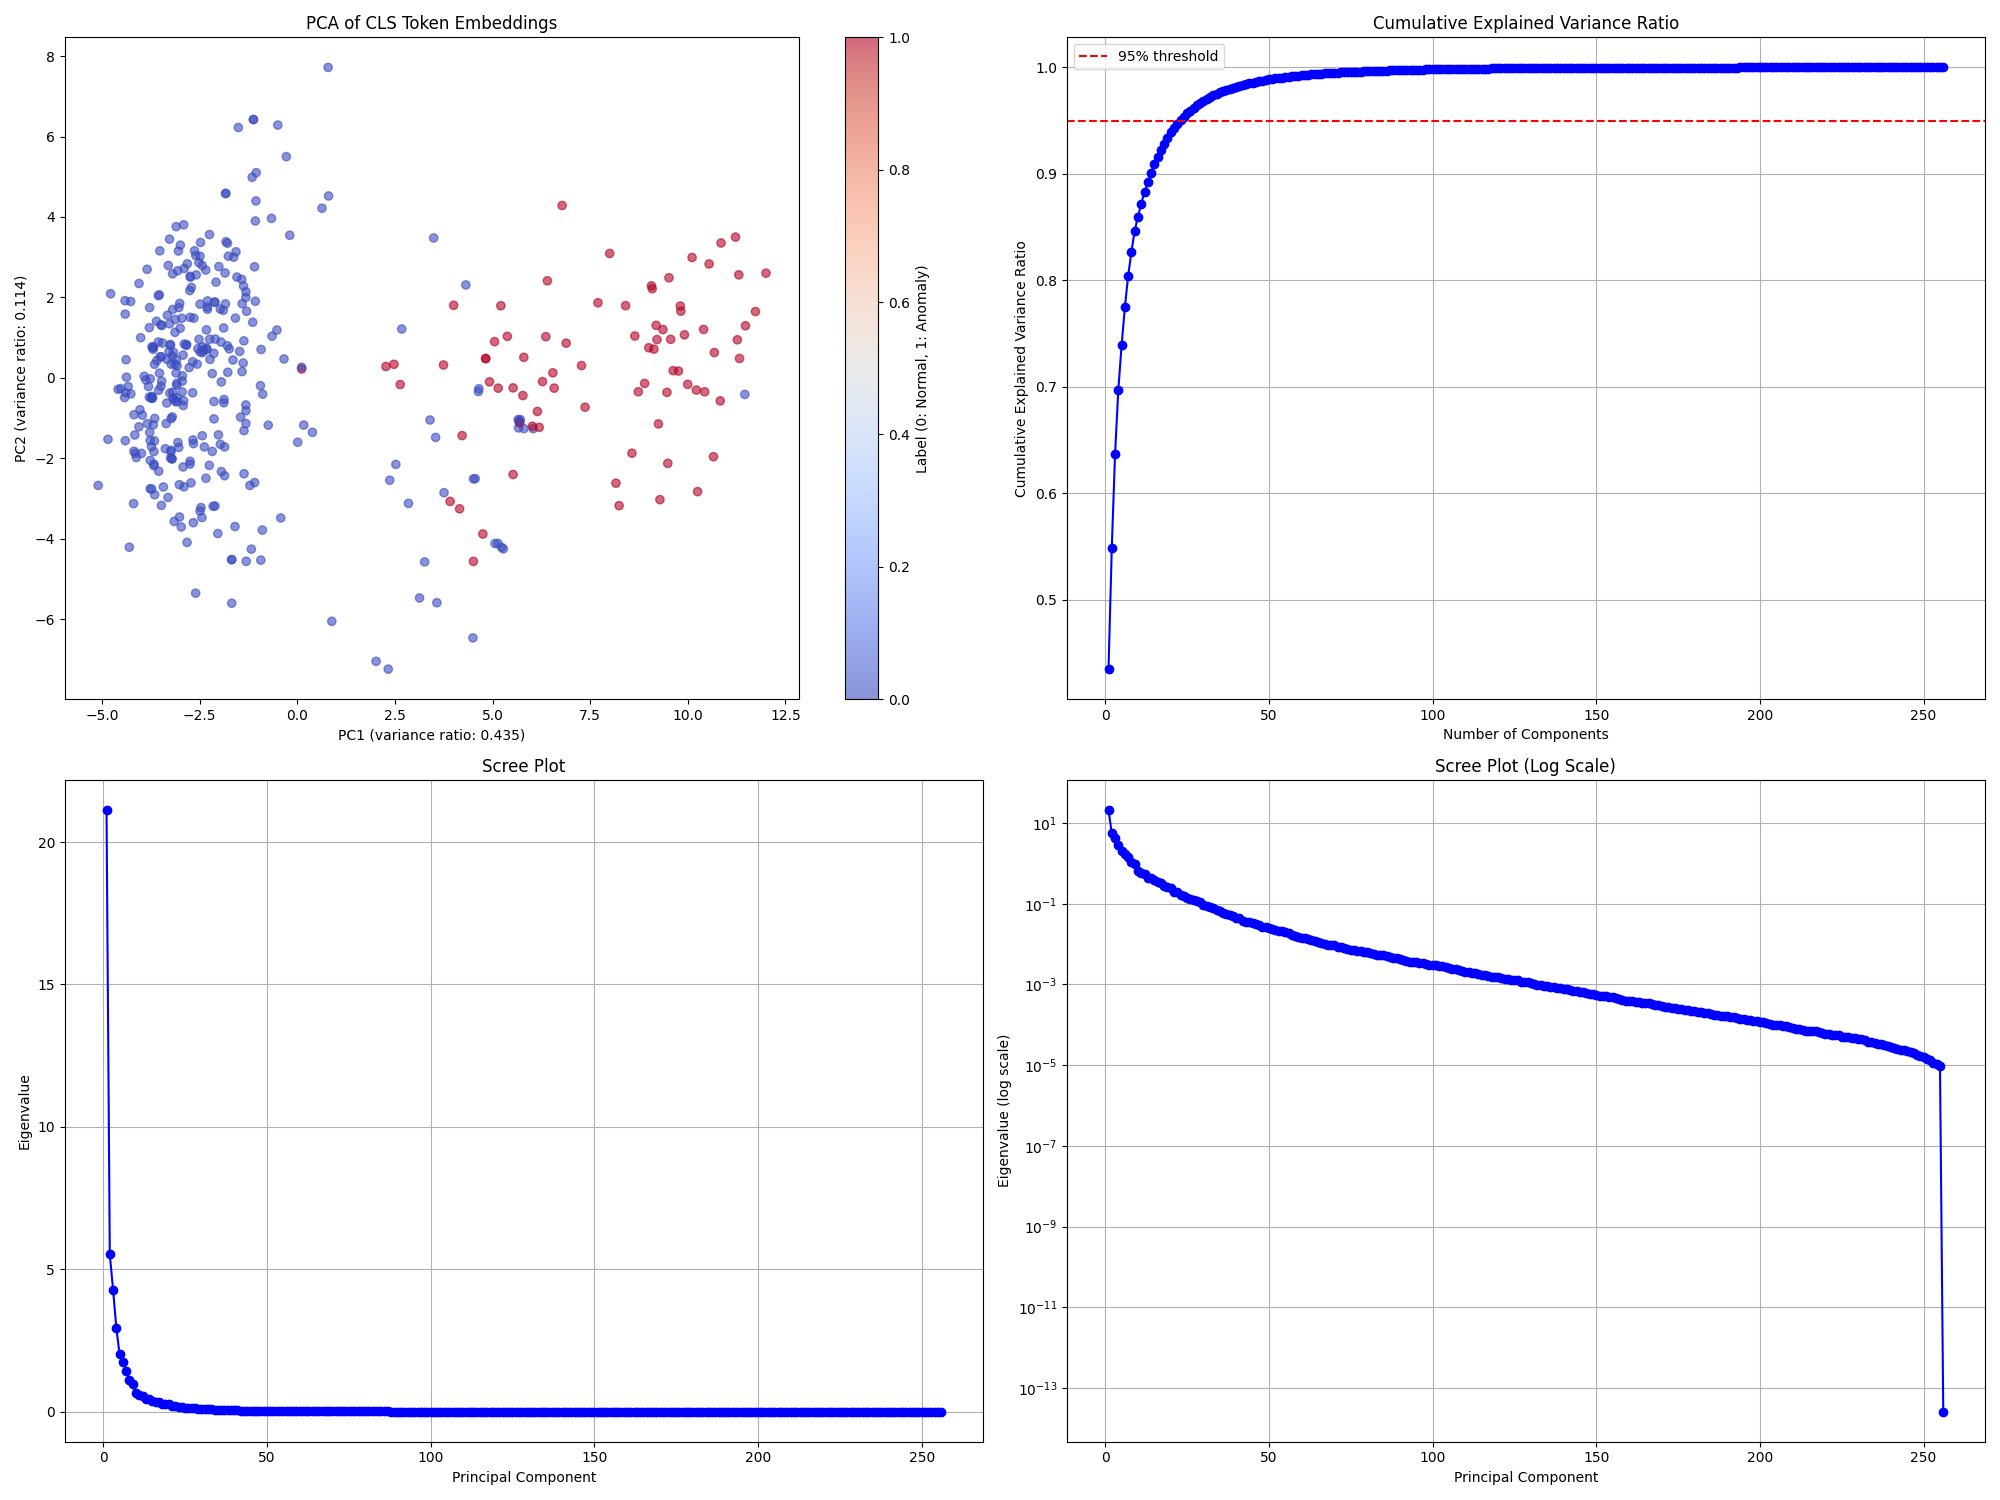 PCA of CLS Token Embeddings
8
6
4
2
0
−2
−4
−6
PC2 (variance ratio: 0.114)
−5.0 −2.5 0.0 2.5 5.0 7.5 10.0 12.5
PC1 (variance ratio: 0.435)
1.0
0.8
0.6
0.4
0.2
0.0
Label (0: Normal, 1: Anomaly)
Cumulative Explained Variance Ratio
95% threshold
1.0
0.9
0.8
0.7
0.6
0.5
Cumulative Explained Variance Ratio
0 50 100 150 200 250
Number of Components
Scree Plot
20
15
10
5
0
Eigenvalue
0 50 100 150 200 250
Principal Component
Scree Plot (Log Scale)
10¹
10⁻¹
10⁻³
10⁻⁵
10⁻⁷
10⁻⁹
10⁻¹¹
10⁻¹³
Eigenvalue (log scale)
0 50 100 150 200 250
Principal Component